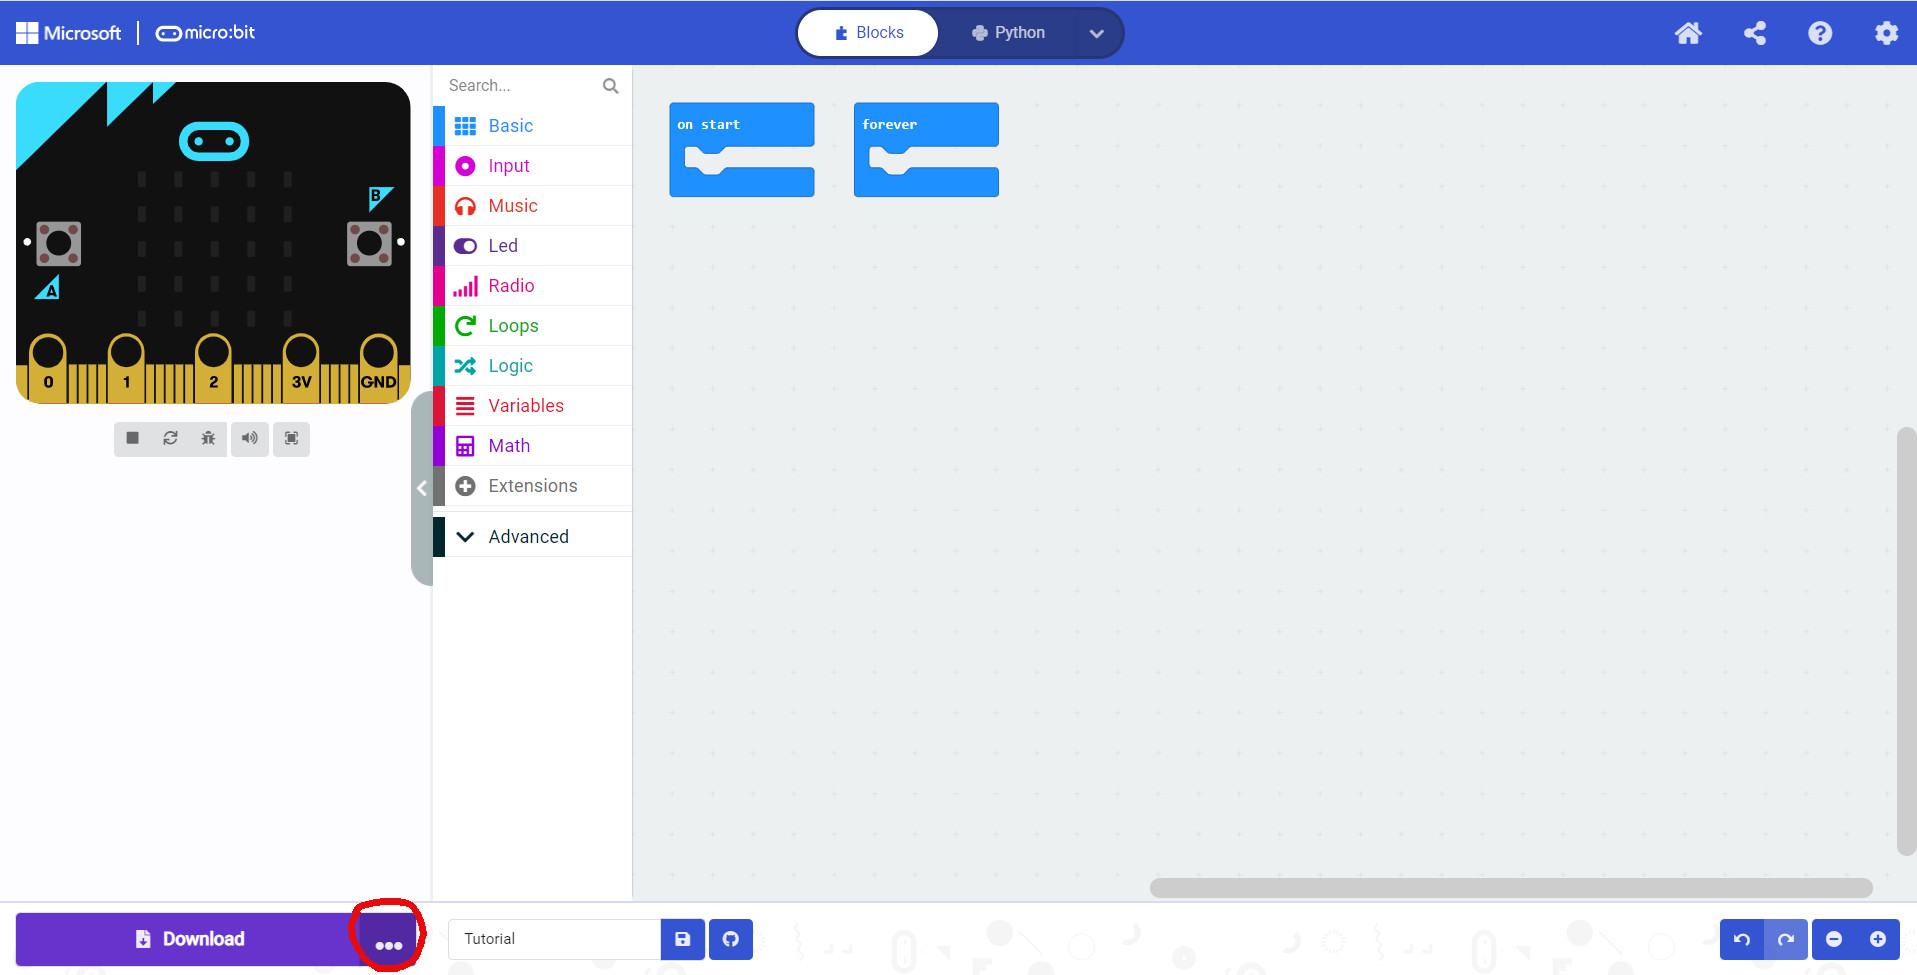 Microsoft micro:bit
Blocks Python
Search...
Basic
Input
Music
Led
Radio
Loops
Logic
Variables
Math
Extensions
Advanced
on start
forever
B
A
0 1 2 3V GND
Download
Tutorial